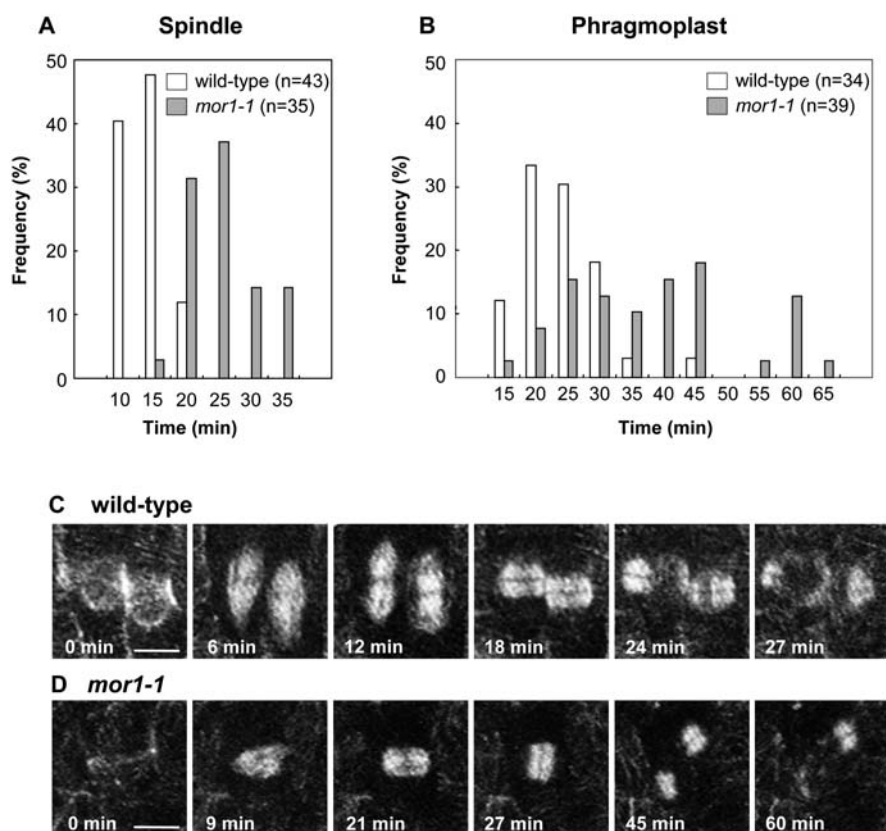 A Spindle
50
40
30
20
10
0
Frequency (%)
wild-type (n=43)
mor1-1 (n=35)
10 15 20 25 30 35
Time (min)
B Phragmoplast
50
40
30
20
10
0
Frequency (%)
wild-type (n=34)
mor1-1 (n=39)
15 20 25 30 35 40 45 50 55 60 65
Time (min)
C wild-type
0 min 6 min 12 min 18 min 24 min 27 min
D mor1-1
0 min 9 min 21 min 27 min 45 min 60 min